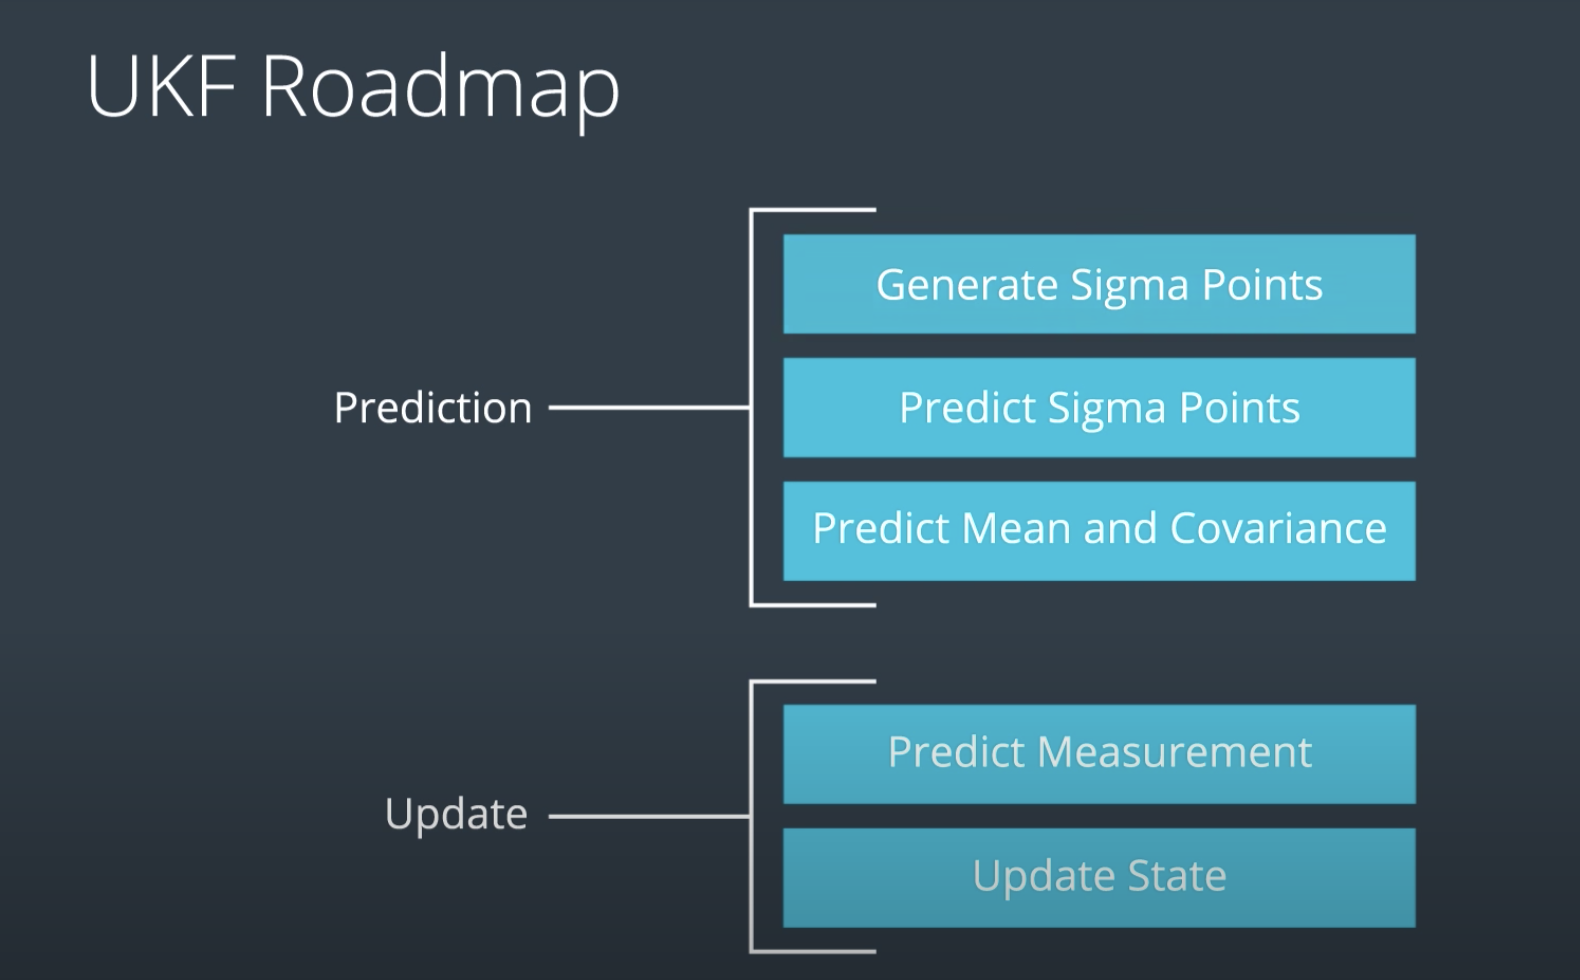 UKF Roadmap
Prediction
Generate Sigma Points
Predict Sigma Points
Predict Mean and Covariance
Update
Predict Measurement
Update State